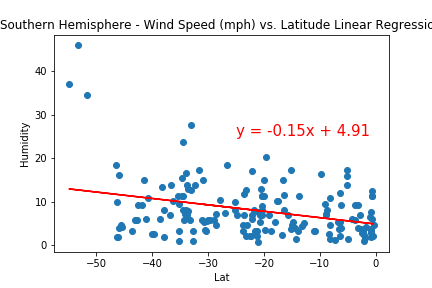 Southern Hemisphere - Wind Speed (mph) vs. Latitude Linear Regressio
40
30
20
10
0
Humidity
y = -0.15x + 4.91
−50
−40
−30
−20
−10
0
Lat